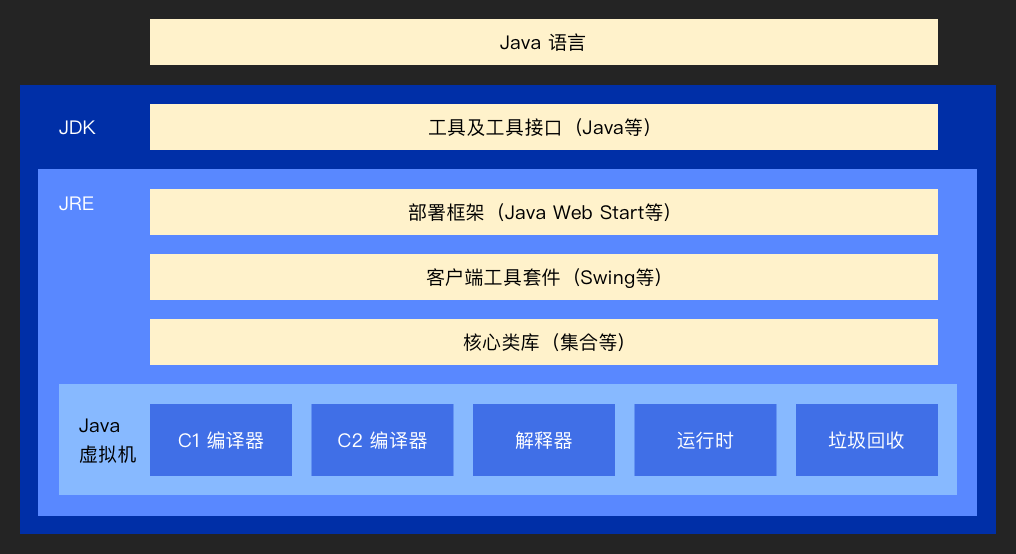 Java 语言
JDK
工具及工具接口（Java等）
JRE
部署框架（Java Web Start等）
客户端工具套件（Swing等）
核心类库（集合等）
Java
虚拟机
C1 编译器
C2 编译器
解释器
运行时
垃圾回收